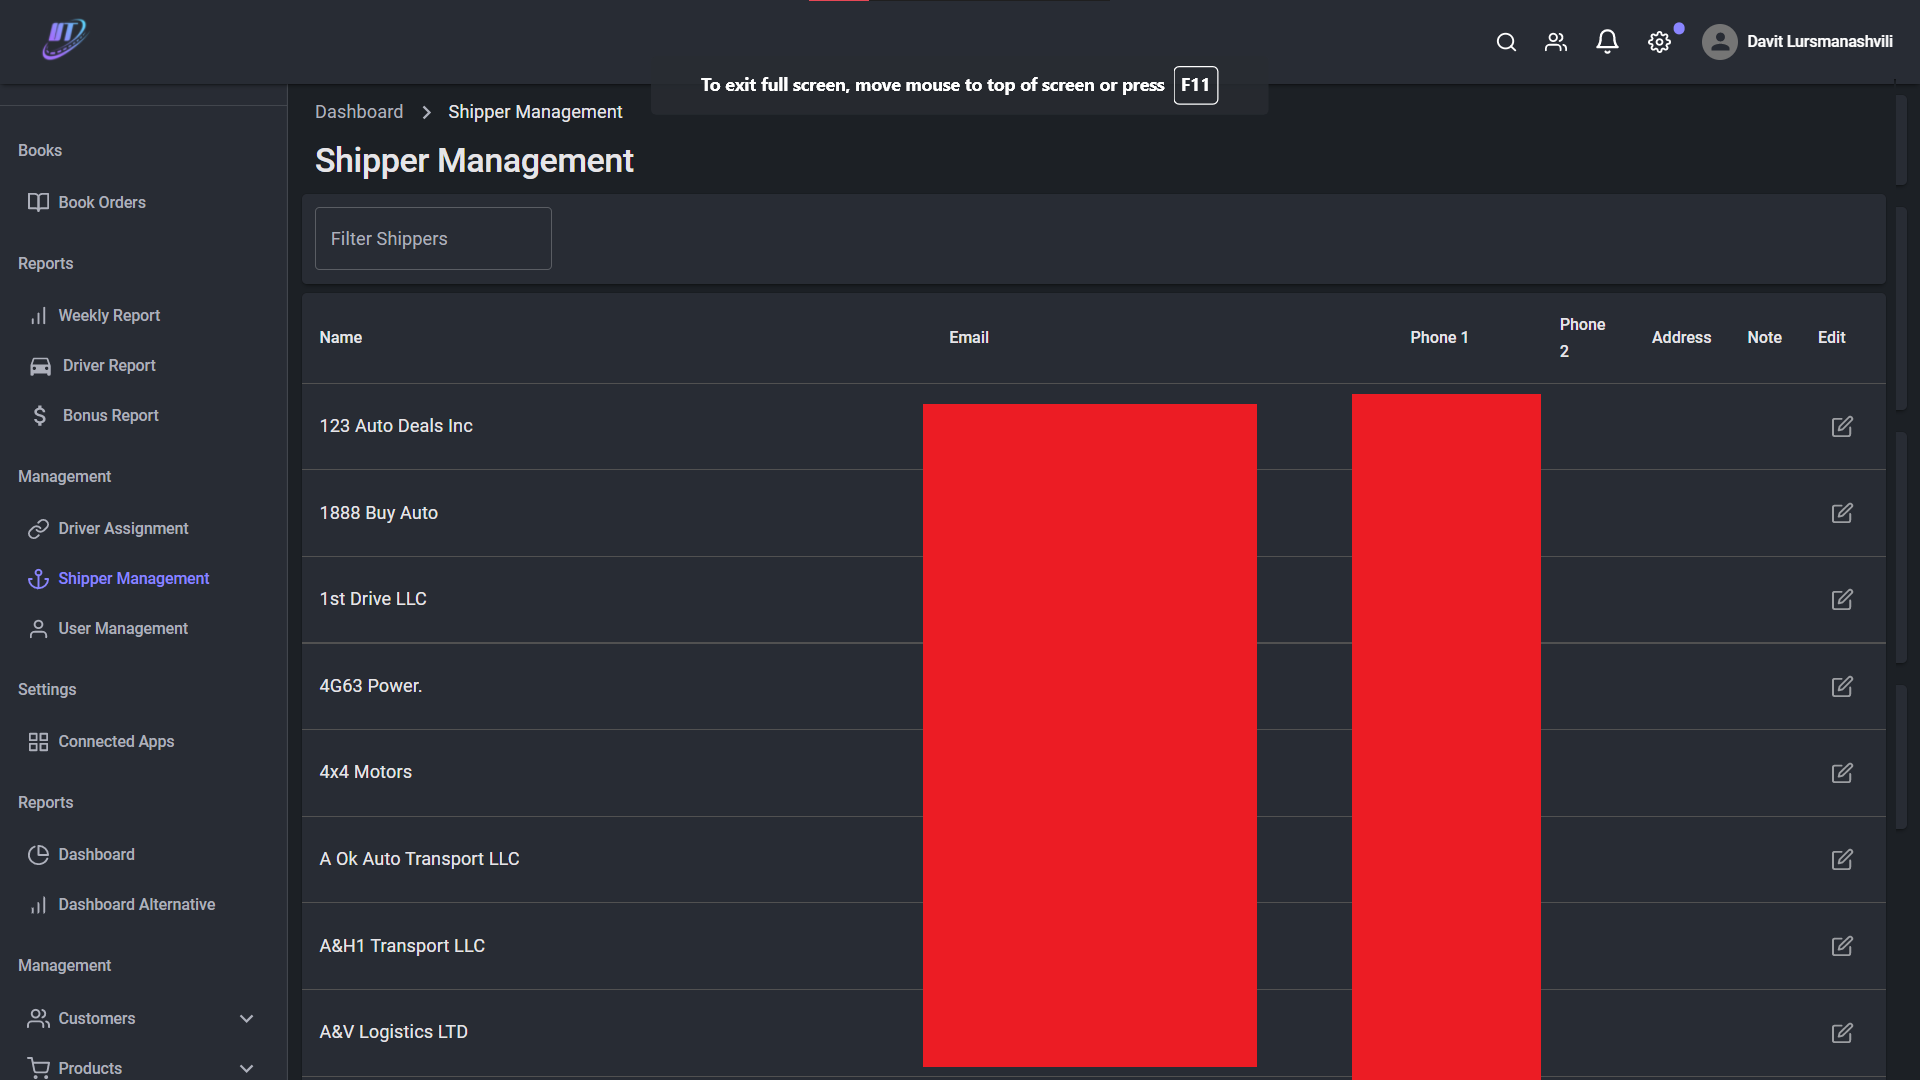 Davit Lursmanashvili
To exit full screen, move mouse to top of screen or press F11
Dashboard > Shipper Management
Shipper Management
Filter Shippers
Books
Book Orders
Reports
Weekly Report
Driver Report
Bonus Report
Management
Driver Assignment
Shipper Management
User Management
Settings
Connected Apps
Reports
Dashboard
Dashboard Alternative
Management
Customers
Products
Name Email Phone 1 Phone 2 Address Note Edit
123 Auto Deals Inc
1888 Buy Auto
1st Drive LLC
4G63 Power.
4x4 Motors
A Ok Auto Transport LLC
A&H1 Transport LLC
A&V Logistics LTD